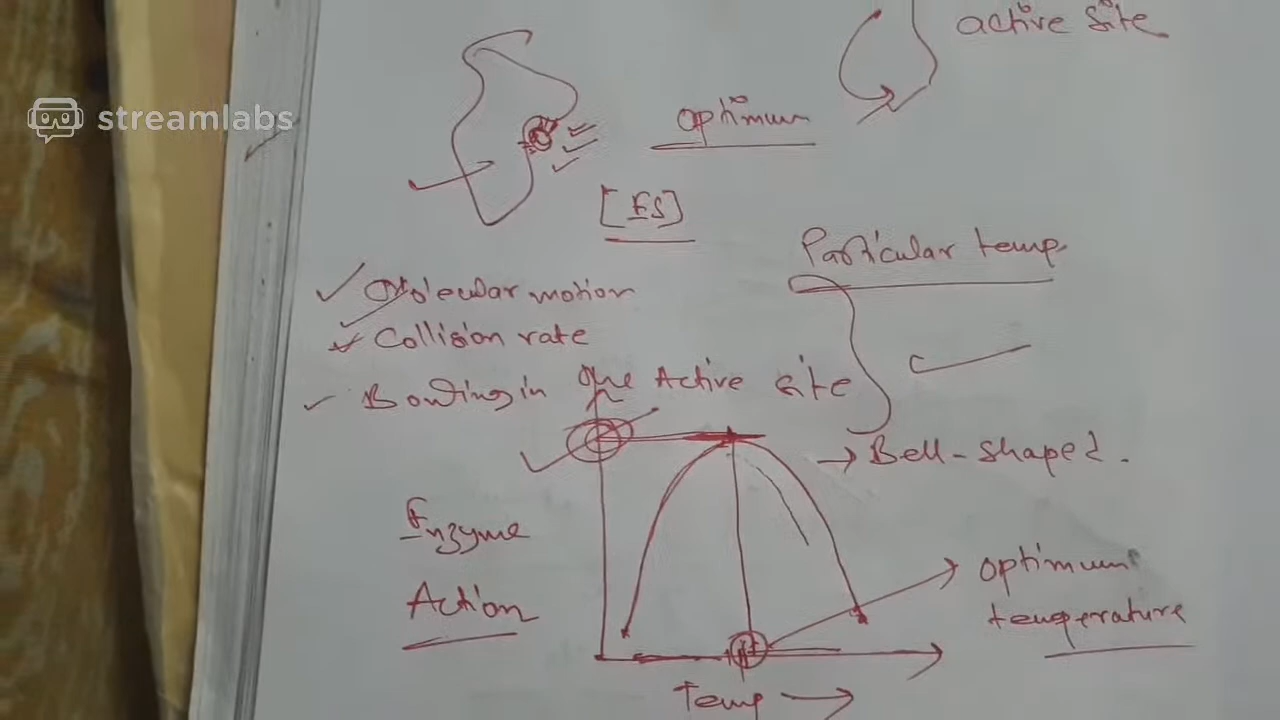 active site
streamlabs
optimum
[ES]
Particular temp.
Molecular motion
Collision rate
Bonding in the Active site
→ Bell-shaped.
Enzyme
Action
optimum
temperature
Temp →